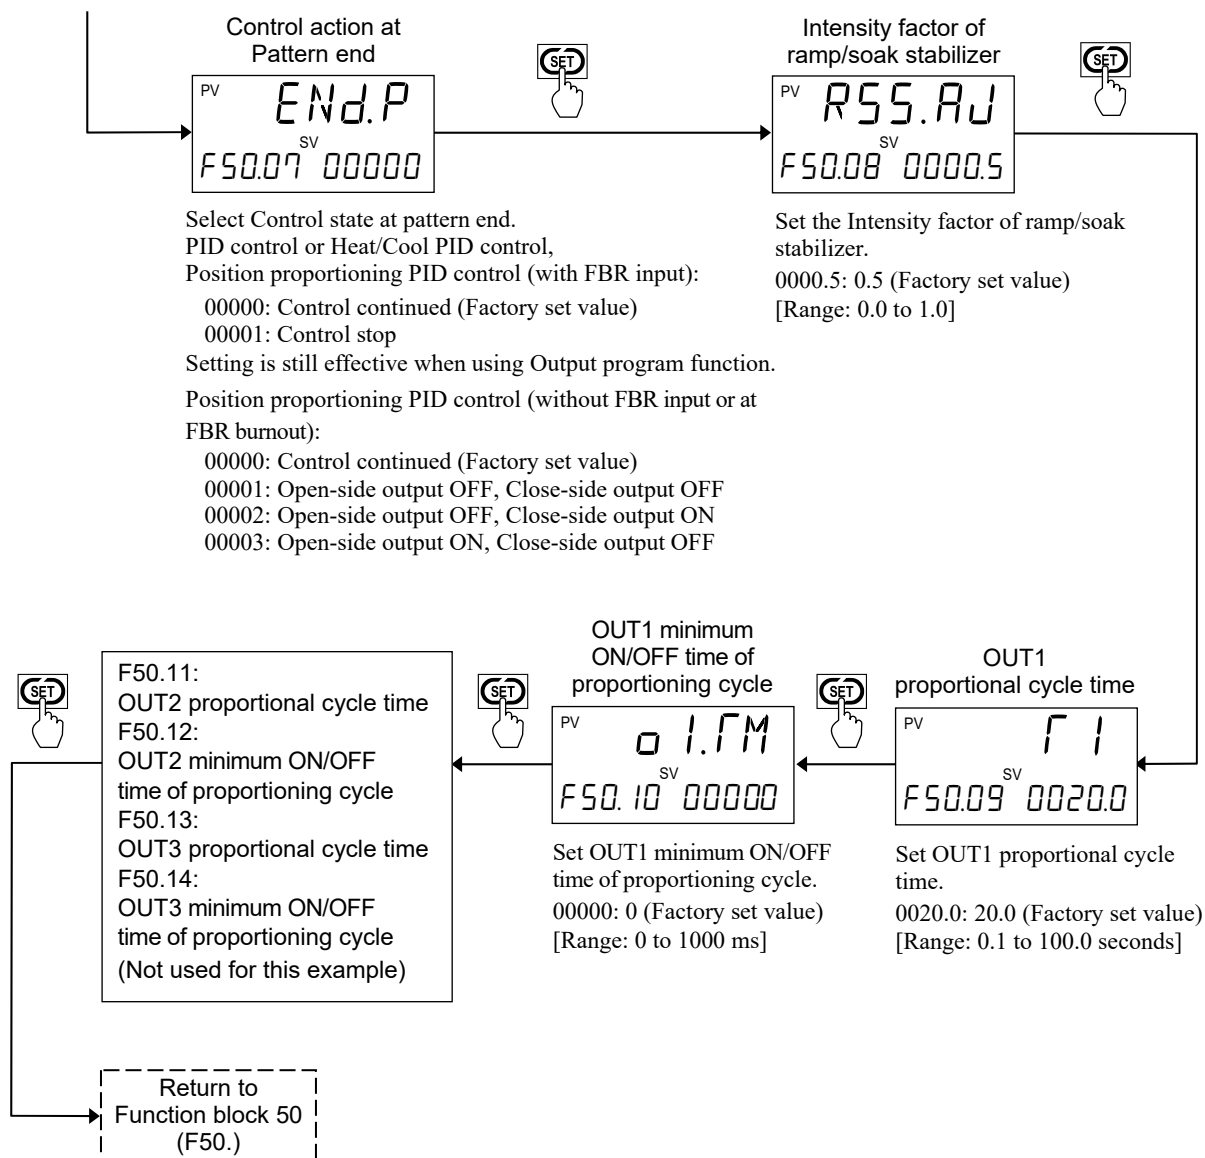 Control action at
Pattern end
SET
PV
ENd.P
SV
F50.07 00000
Select Control state at pattern end.
PID control or Heat/Cool PID control,
Position proportioning PID control (with FBR input):
00000: Control continued (Factory set value)
00001: Control stop
Setting is still effective when using Output program function.
Position proportioning PID control (without FBR input or at
FBR burnout):
00000: Control continued (Factory set value)
00001: Open-side output OFF, Close-side output OFF
00002: Open-side output OFF, Close-side output ON
00003: Open-side output ON, Close-side output OFF
Intensity factor of
ramp/soak stabilizer
SET
PV
RSS.AJ
SV
F50.08 0000.5
Set the Intensity factor of ramp/soak
stabilizer.
0000.5: 0.5 (Factory set value)
[Range: 0.0 to 1.0]
OUT1
proportional cycle time
PV
T1
SV
F50.09 0020.0
Set OUT1 proportional cycle
time.
0020.0: 20.0 (Factory set value)
[Range: 0.1 to 100.0 seconds]
SET
OUT1 minimum
ON/OFF time of
proportioning cycle
PV
o1.TM
SV
F50.10 00000
Set OUT1 minimum ON/OFF
time of proportioning cycle.
00000: 0 (Factory set value)
[Range: 0 to 1000 ms]
SET
F50.11:
OUT2 proportional cycle time
F50.12:
OUT2 minimum ON/OFF
time of proportioning cycle
F50.13:
OUT3 proportional cycle time
F50.14:
OUT3 minimum ON/OFF
time of proportioning cycle
(Not used for this example)
SET
Return to
Function block 50
(F50.)